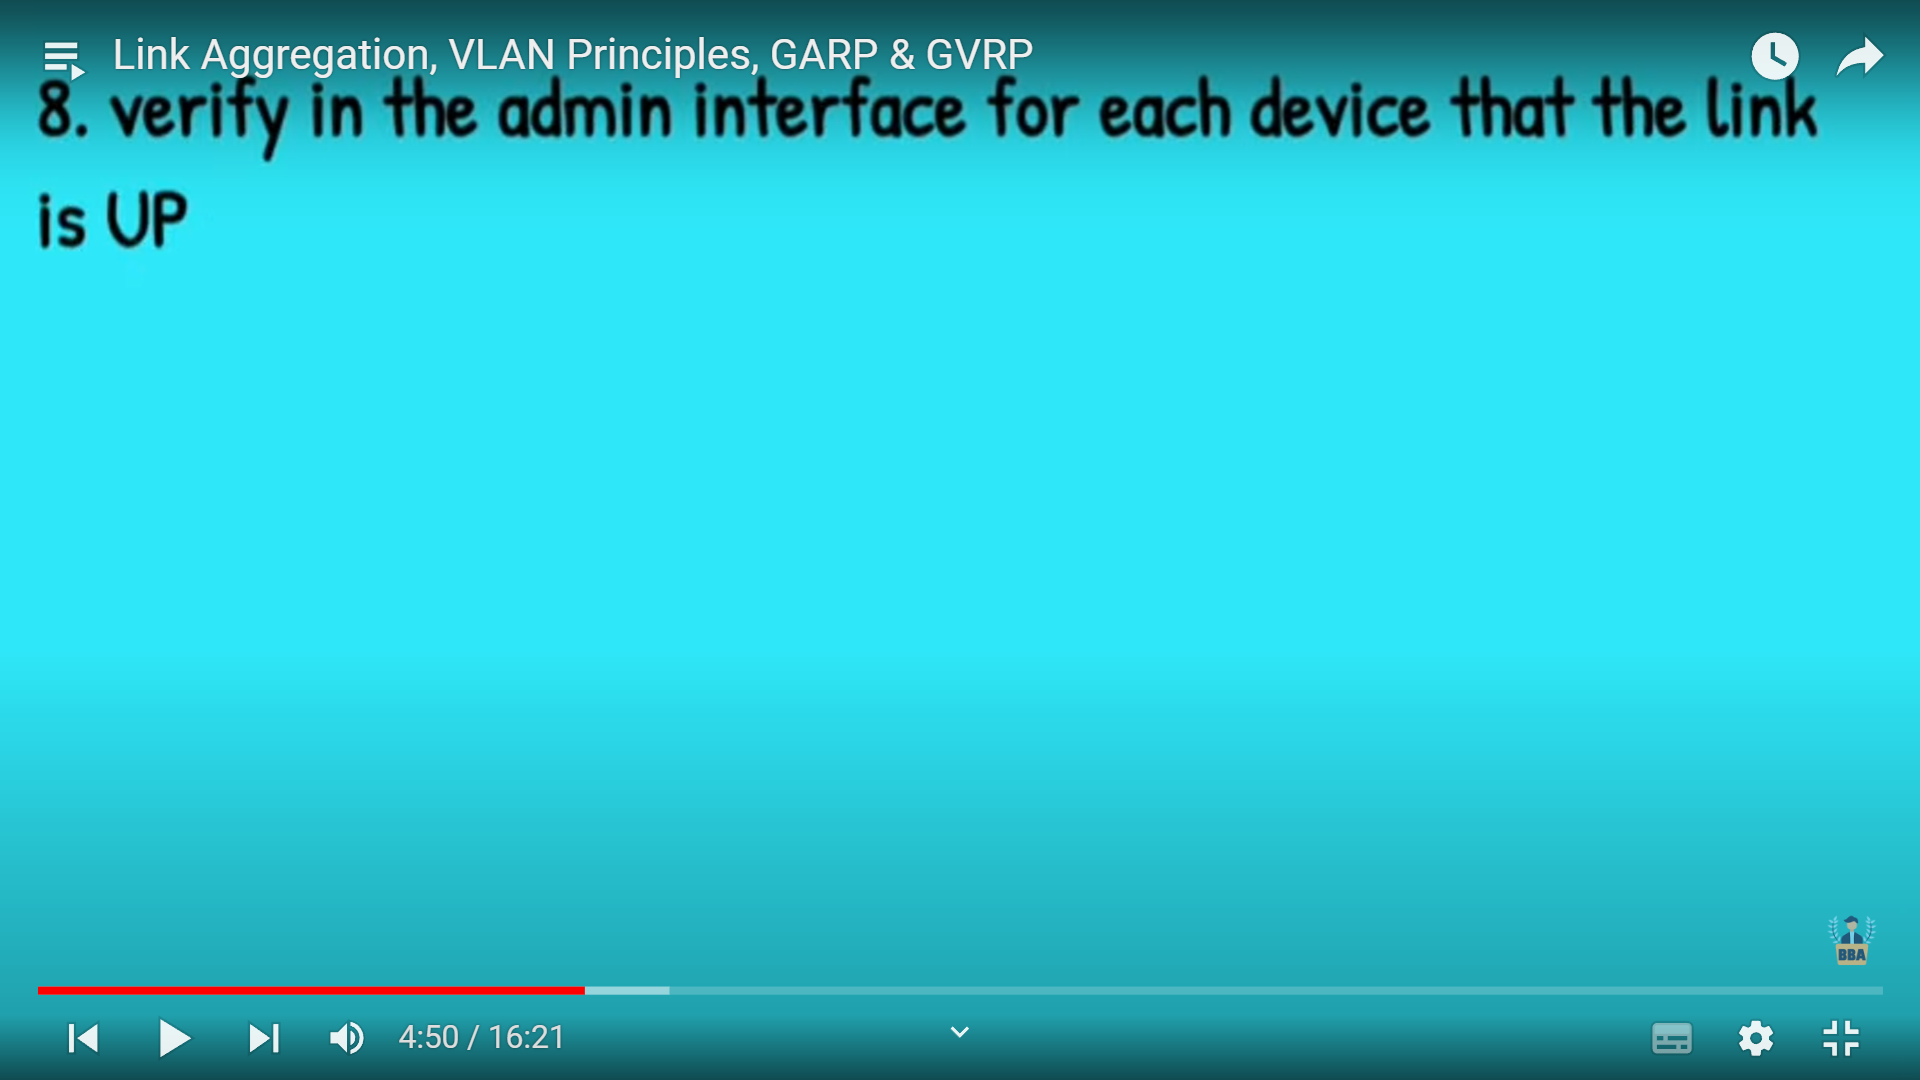 Link Aggregation, VLAN Principles, GARP & GVRP
8. verify in the admin interface for each device that the link
is UP
BBA
4:50 / 16:21